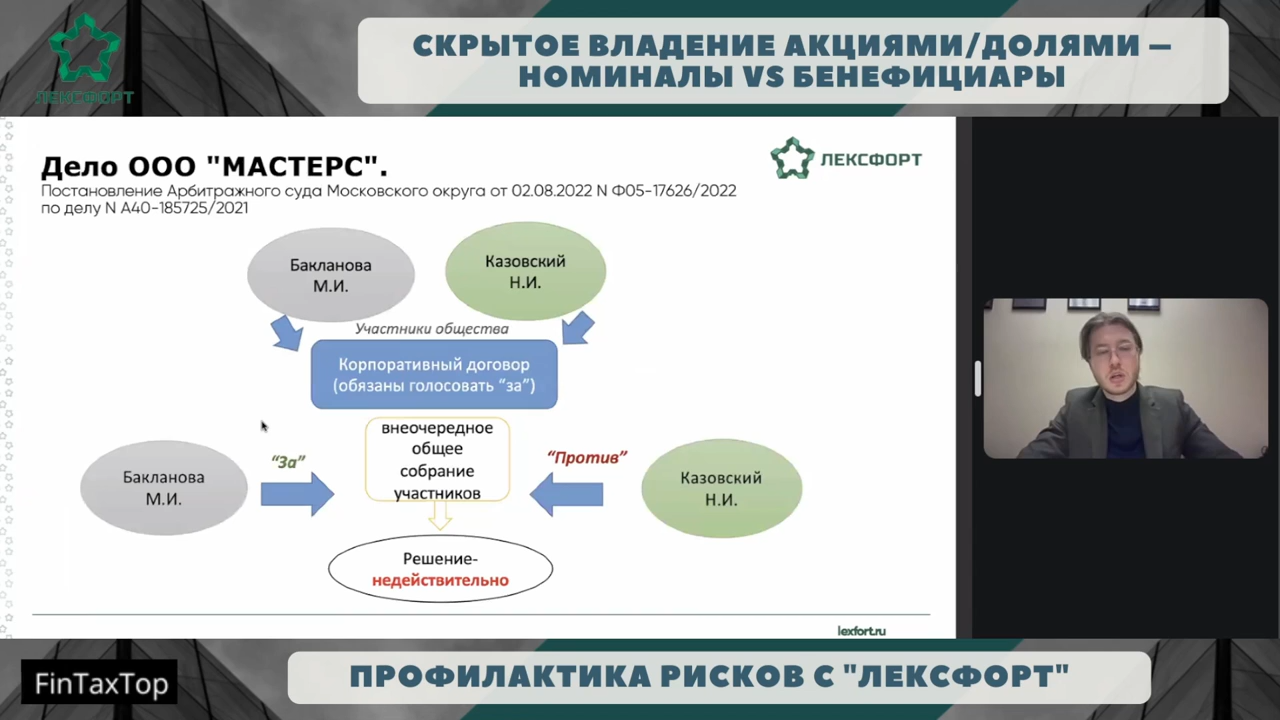 СКРЫТОЕ ВЛАДЕНИЕ АКЦИЯМИ/ДОЛЯМИ –
НОМИНАЛЫ VS БЕНЕФИЦИАРЫ
ЛЕКСФОРТ
Дело ООО "МАСТЕРС".
ЛЕКСФОРТ
Постановление Арбитражного суда Московского округа от 02.08.2022 N Ф05-17626/2022
по делу N А40-185725/2021
Бакланова
М.И.
Казовский
Н.И.
Участники общества
Корпоративный договор
(обязаны голосовать "за")
внеочередное
общее
собрание
участников
Бакланова
М.И.
"За"
"Против"
Казовский
Н.И.
Решение-
недействительно
lexfort.ru
FinTaxTop
ПРОФИЛАКТИКА РИСКОВ С "ЛЕКСФОРТ"